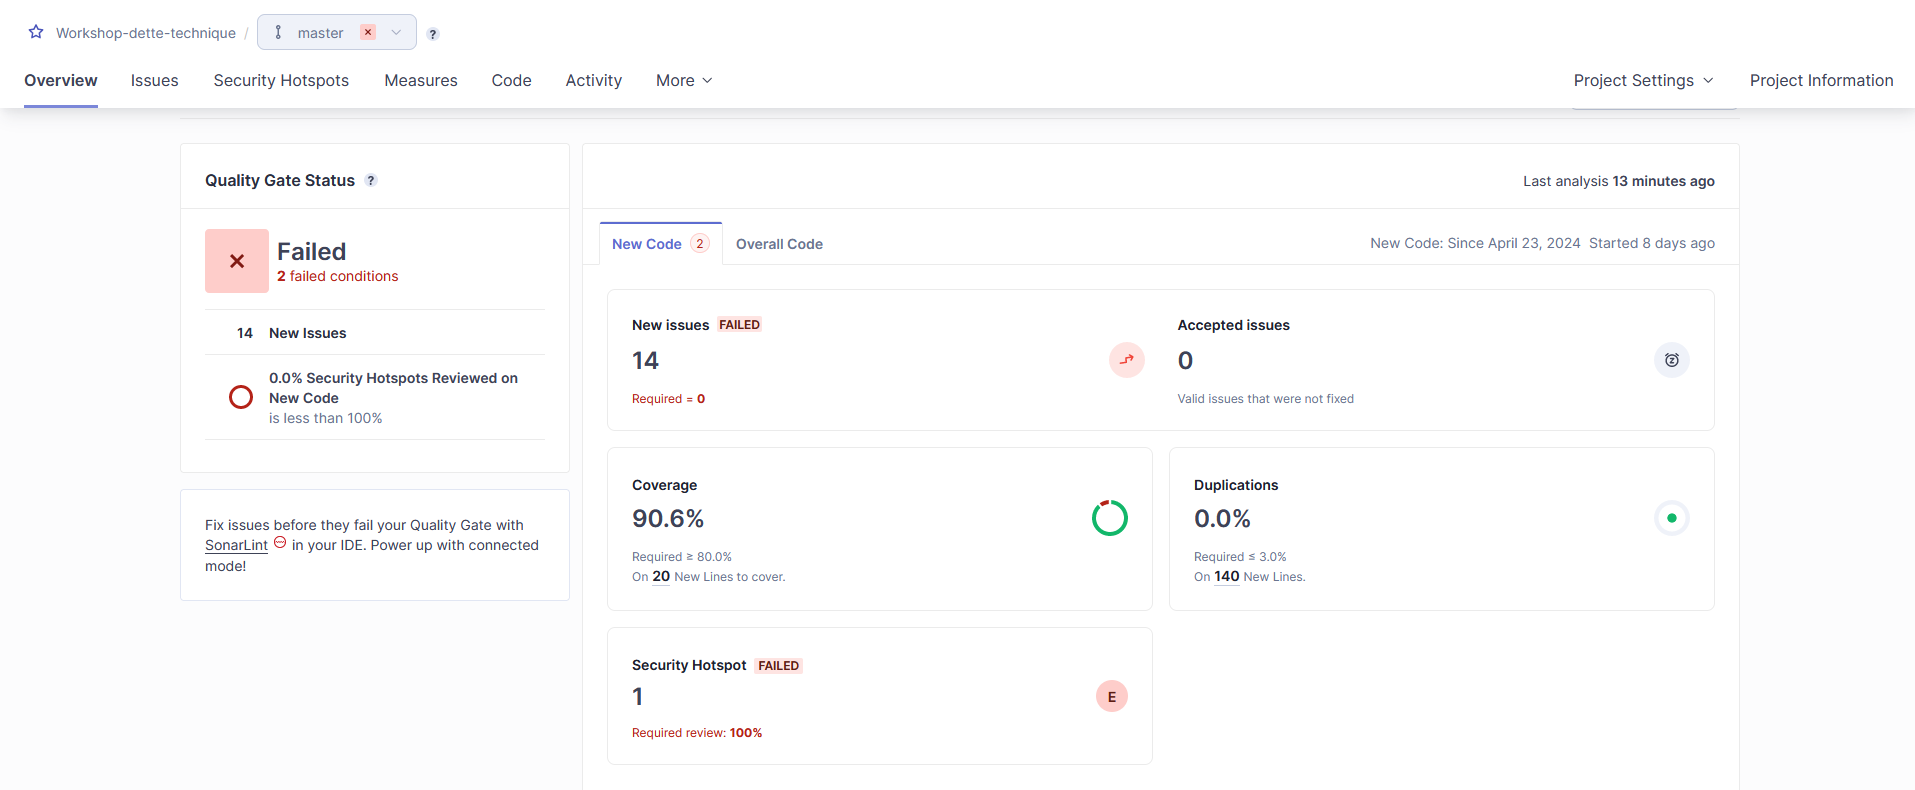 Workshop-dette-technique / master ?
Overview Issues Security Hotspots Measures Code Activity More Project Settings Project Information
Quality Gate Status ?
Failed
2 failed conditions
14 New Issues
0.0% Security Hotspots Reviewed on
New Code
is less than 100%
Fix issues before they fail your Quality Gate with
SonarLint in your IDE. Power up with connected
mode!
Last analysis 13 minutes ago
New Code 2 Overall Code New Code: Since April 23, 2024 Started 8 days ago
New issues FAILED
14
Required = 0
Accepted issues
0
Valid issues that were not fixed
Coverage
90.6%
Required ≥ 80.0%
On 20 New Lines to cover.
Duplications
0.0%
Required ≤ 3.0%
On 140 New Lines.
Security Hotspot FAILED
1
E
Required review: 100%